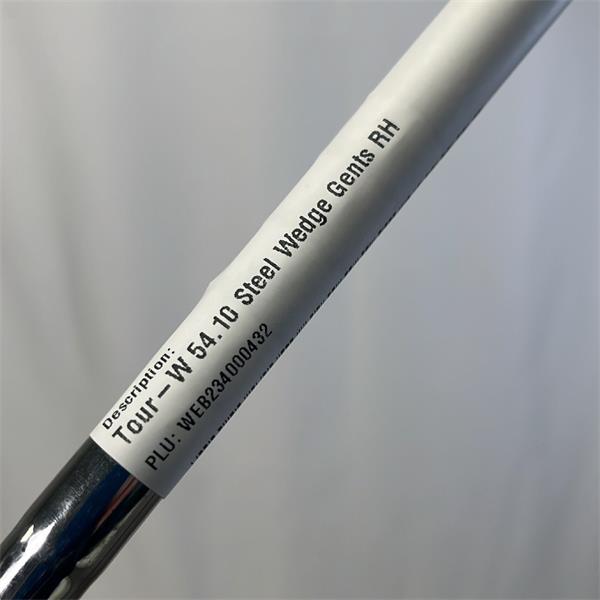 Description:
Tour-W 54.10 Steel Wedge Gents RH
PLU: WEB234000432